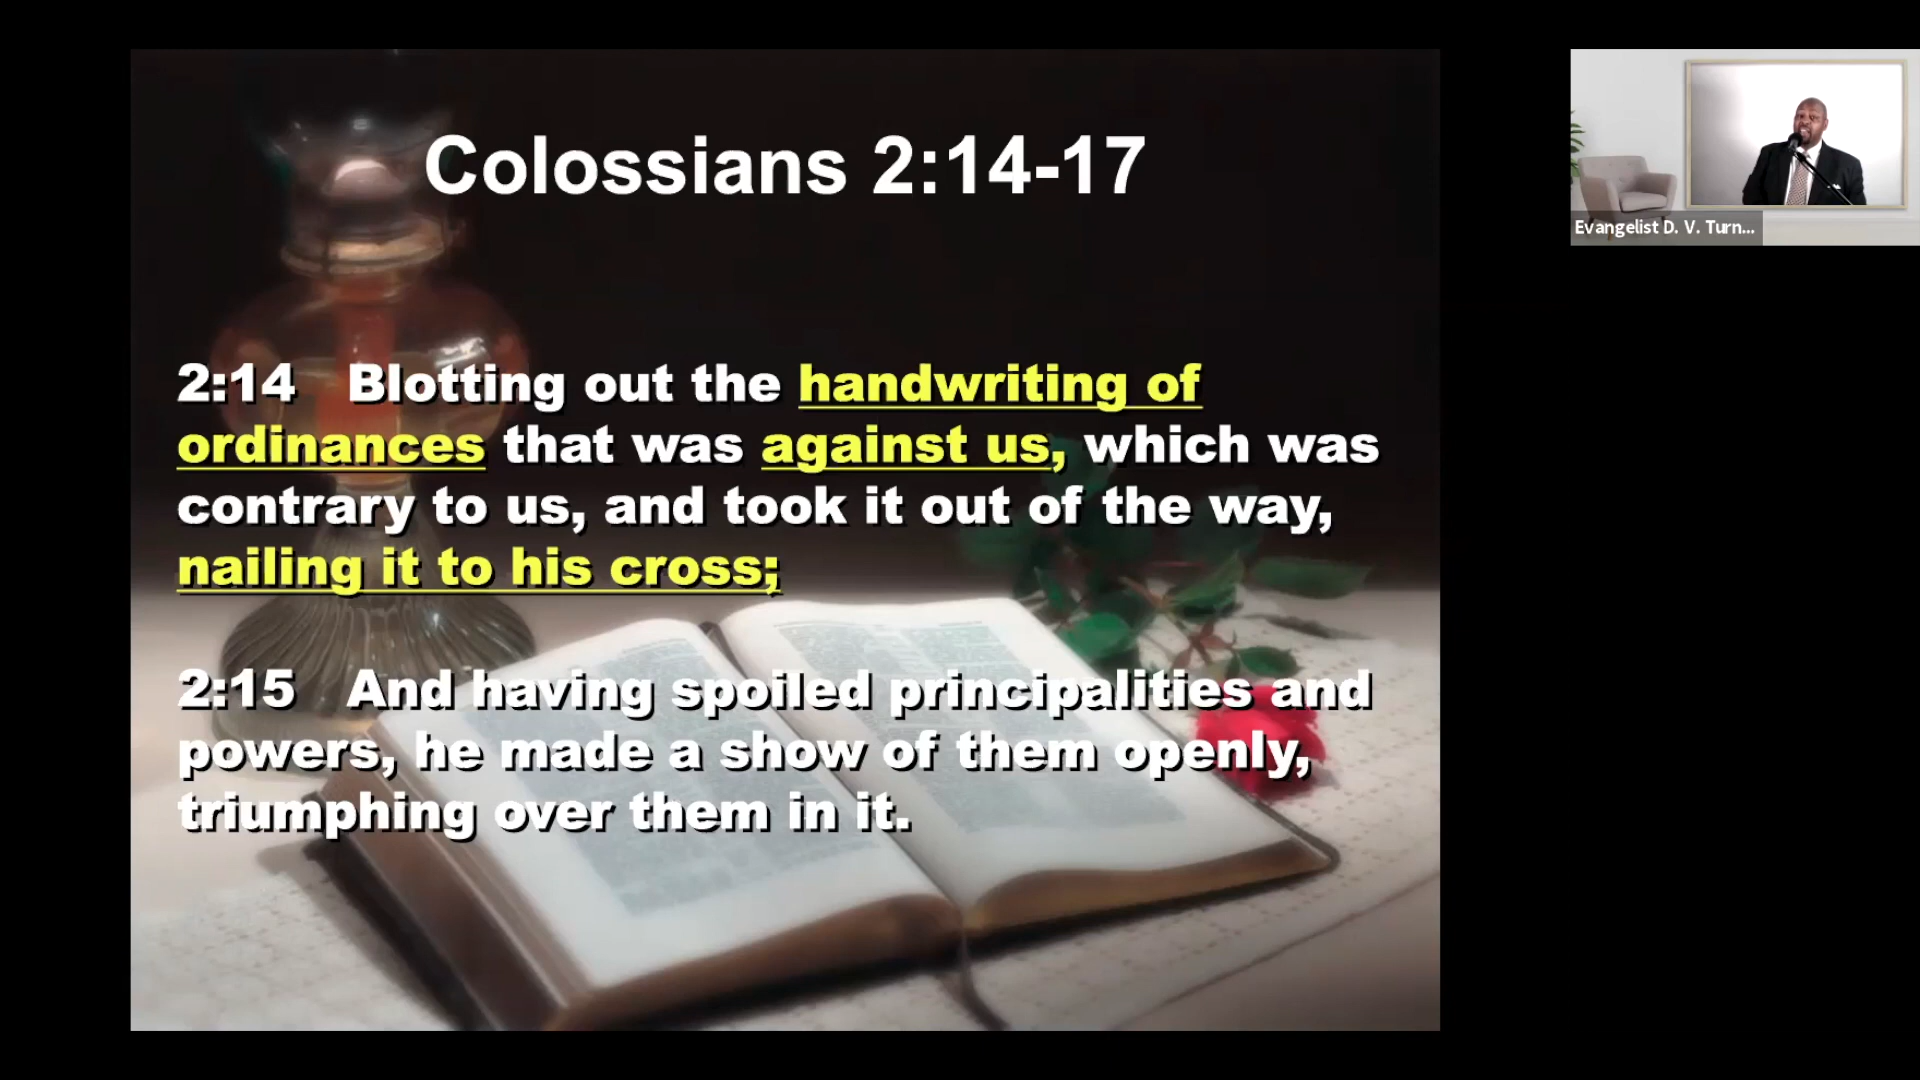 Colossians 2:14-17
Evangelist D. V. Turn...
2:14 Blotting out the handwriting of
ordinances that was against us, which was
contrary to us, and took it out of the way,
nailing it to his cross;
2:15 And having spoiled principalities and
powers, he made a show of them openly,
triumphing over them in it.